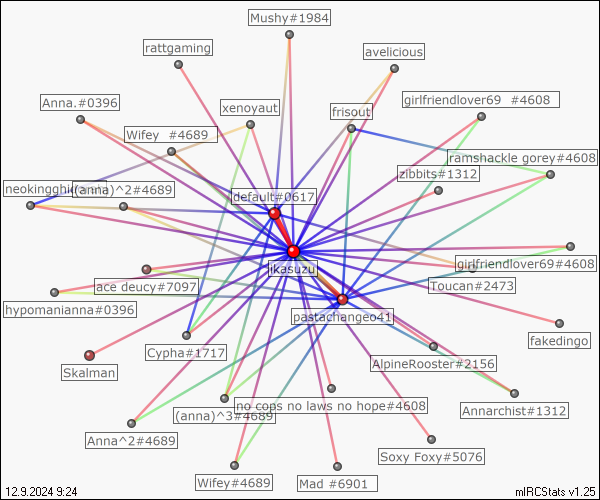 Mushy#1984
rattgaming
avelicious
Anna.#0396
xenoyaut
frisout
girlfriendlover69 #4608
Wifey #4689
ramshackle gorey#4608
zibbits#1312
(anna)^2#4689
default#0617
jikasuzu
girlfriendlover69#4608
ace deucy#7097
Toucan#2473
hypomanianna#0396
pastachangeo41
fakedingo
Cypha#1717
AlpineRooster#2156
Skalman
no cops no laws no hope#4608
Annarchist#1312
(anna)^3#4689
Anna^2#4689
Soxy Foxy#5076
Wifey#4689
Mad #6901
12.9.2024 9:24
mIRCStats v1.25